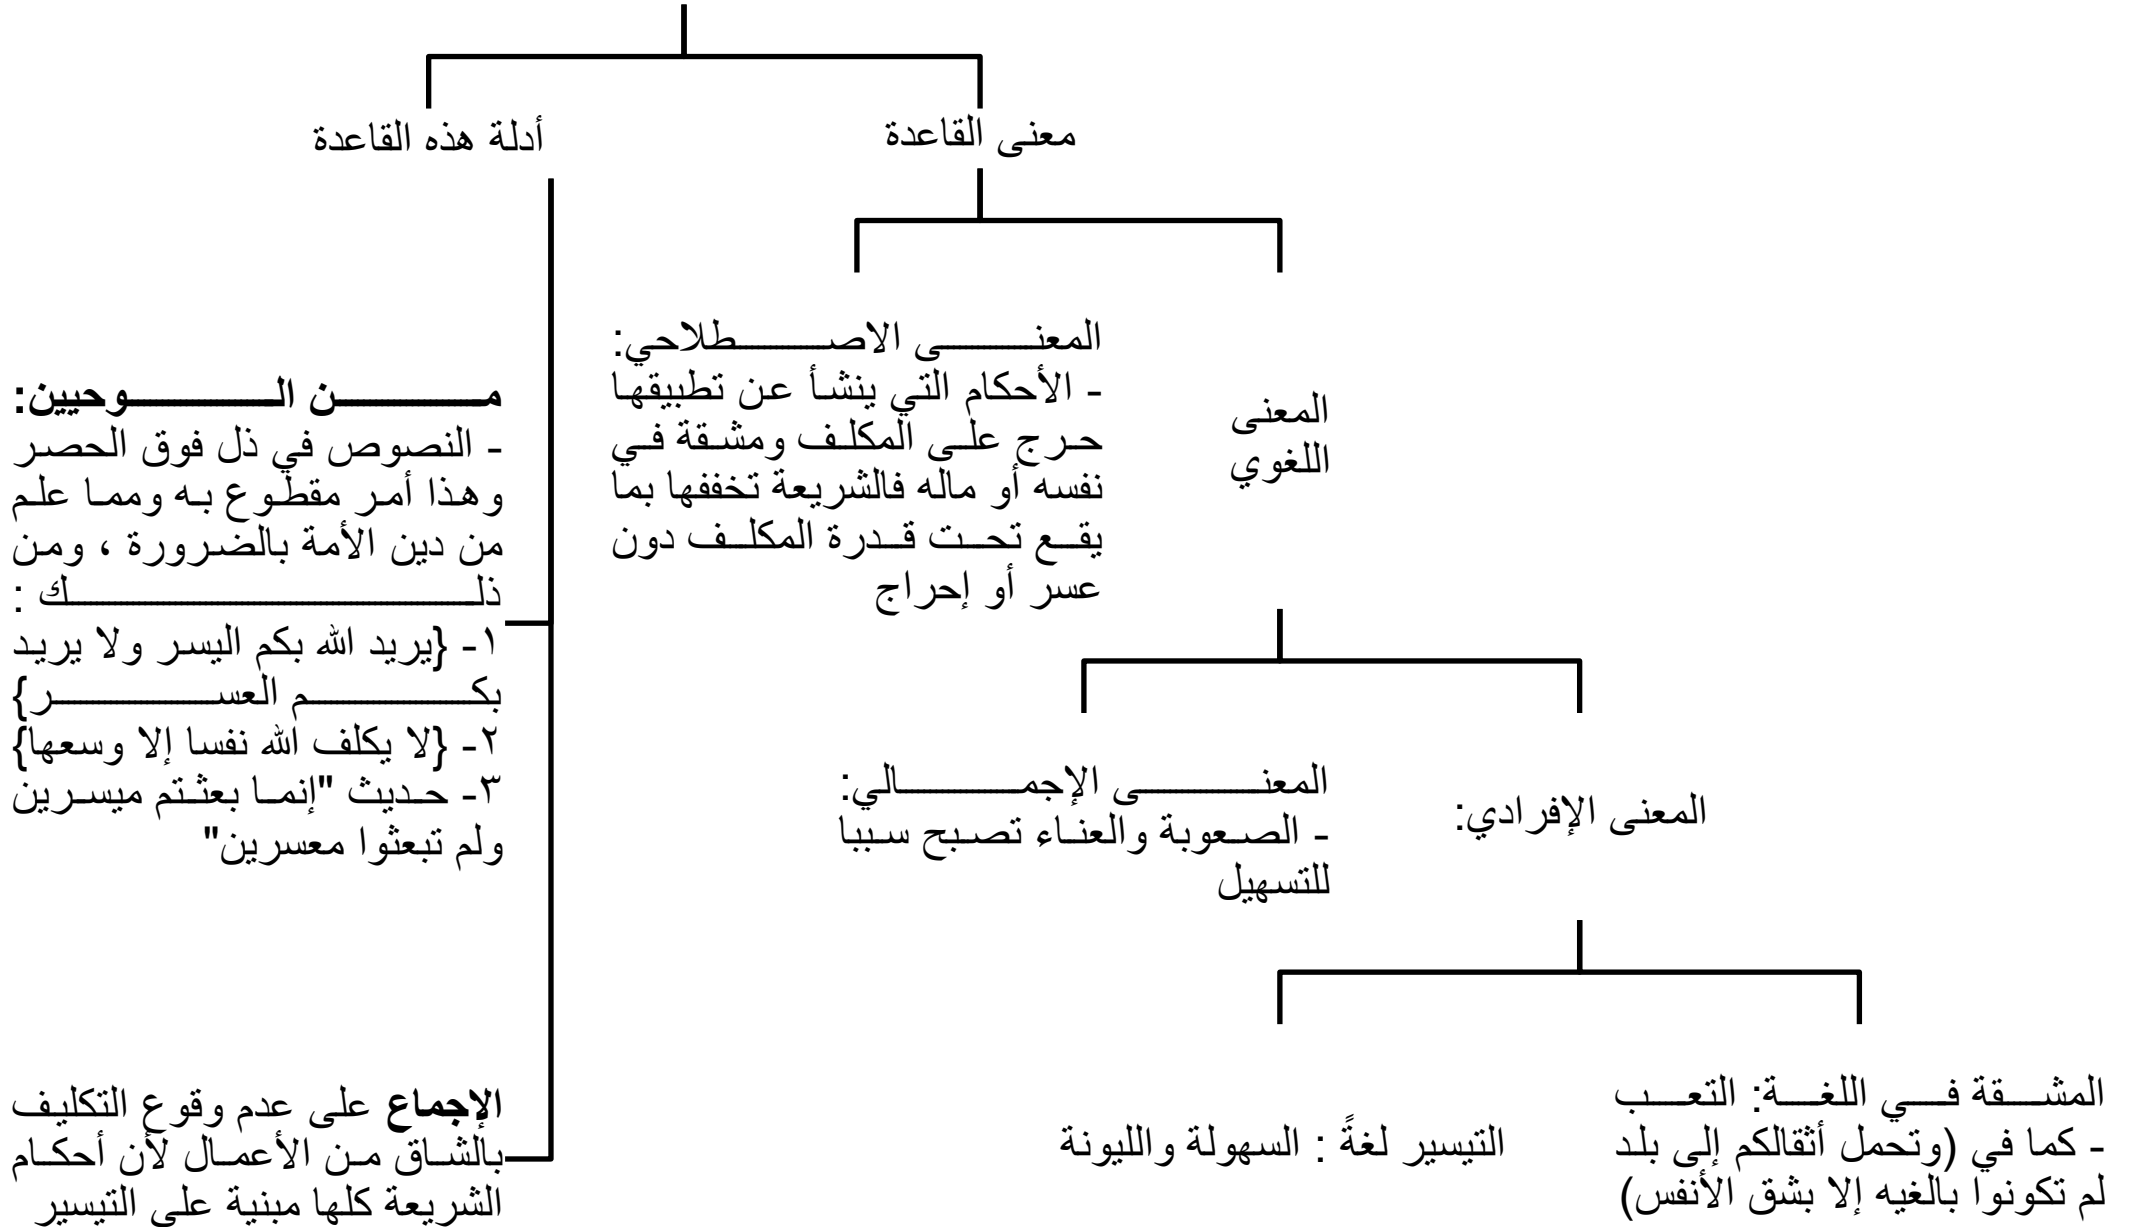 معنى القاعدة
أدلة هذه القاعدة
المعنى
اللغوي
المعنى الاصطلاحي:
- الأحكام التي ينشأ عن تطبيقها
حرج على المكلف ومشقة في
نفسه أو ماله فالشريعة تخففها بما
يقع تحت قدرة المكلف دون
عسر أو إحراج
المعنى الإفرادي:
المعنى الإجمالي:
- الصعوبة والعناء تصبح سببا
للتسهيل
المشقة في اللغة: التعب
- كما في (وتحمل أثقالكم إلى بلد
لم تكونوا بالغيه إلا بشق الأنفس)
التيسير لغةً : السهولة والليونة
من الوحيين:
- النصوص في ذل فوق الحصر
وهذا أمر مقطوع به ومما علم
من دين الأمة بالضرورة ، ومن
ذلك :
١- {يريد الله بكم اليسر ولا يريد
بكم العسر}
٢- {لا يكلف الله نفسا إلا وسعها}
٣- حديث "إنما بعثتم ميسرين
ولم تبعثوا معسرين"
الإجماع على عدم وقوع التكليف
بالشاق من الأعمال لأن أحكام
الشريعة كلها مبنية على التيسير